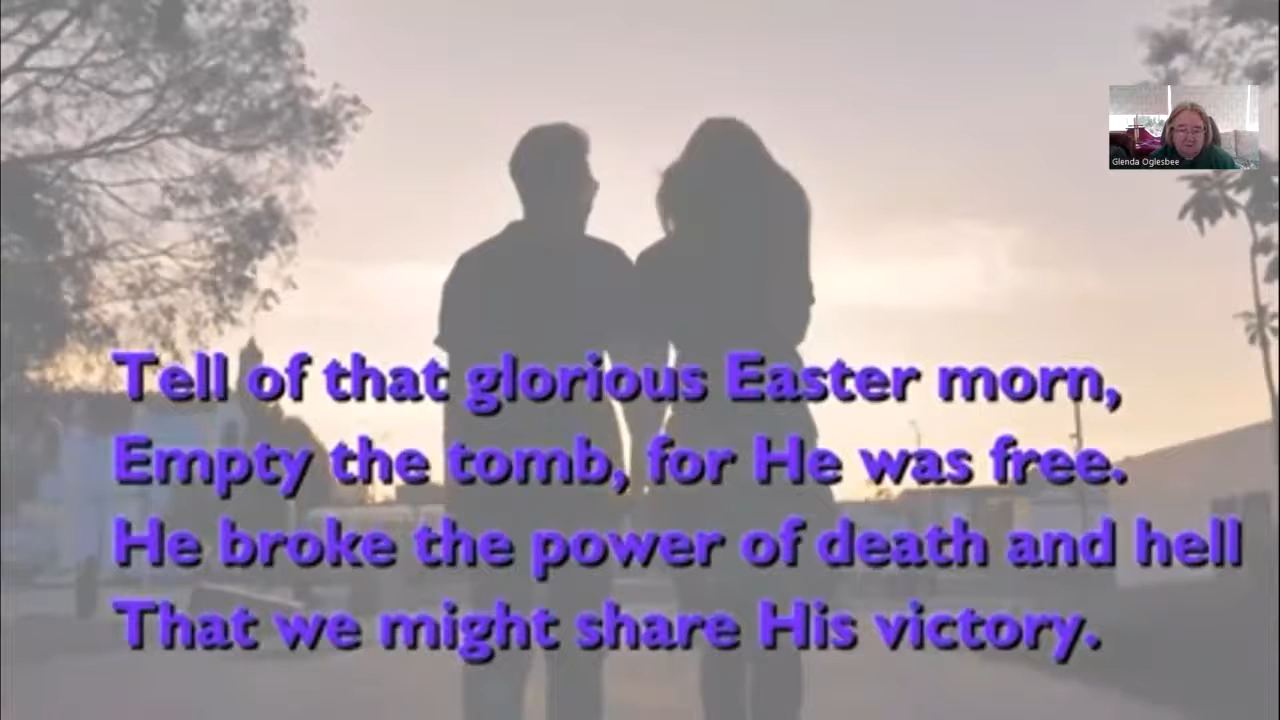 Glenda Oglesbee
Tell of that glorious Easter morn,
Empty the tomb, for He was free.
He broke the power of death and hell
That we might share His victory.